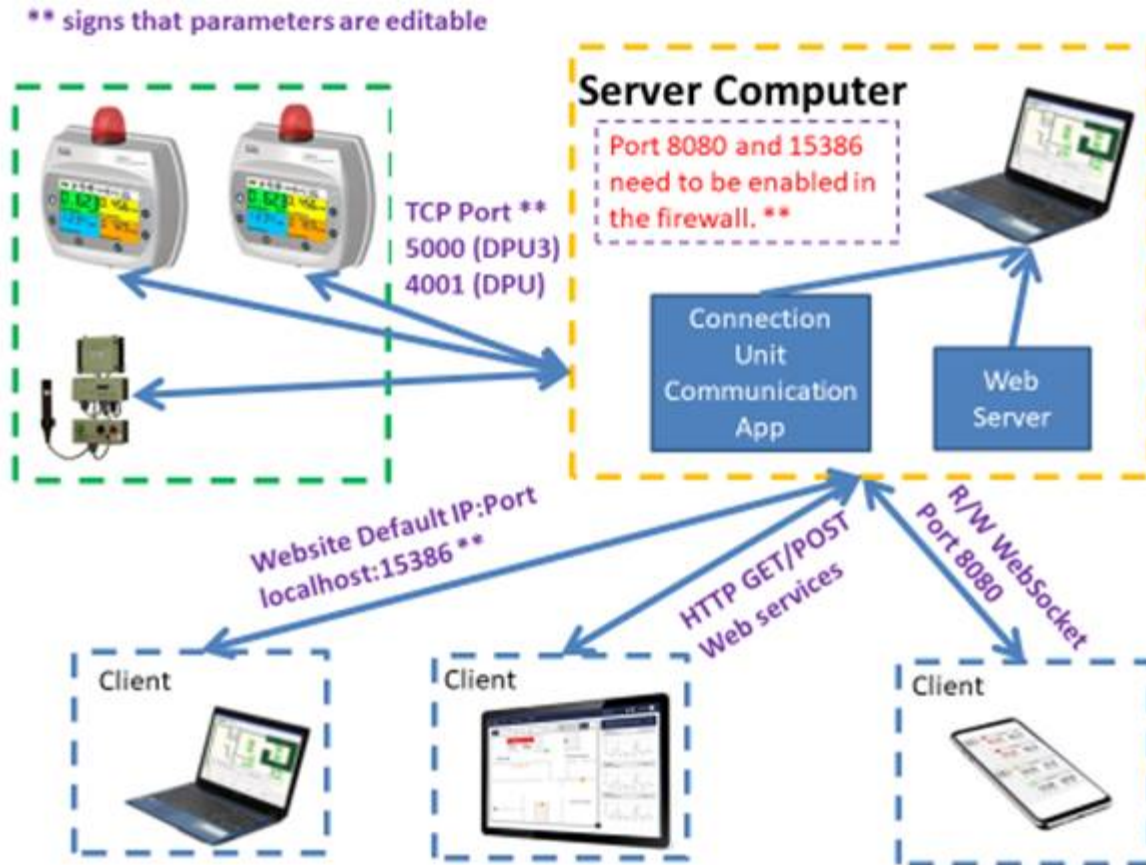 ** signs that parameters are editable
Server Computer
Port 8080 and 15386
need to be enabled in
the firewall. **
TCP Port **
5000 (DPU3)
4001 (DPU)
Connection
Unit
Communication
App
Web
Server
Website Default IP:Port
localhost:15386 **
HTTP GET/POST
Web services
R/W WebSocket
Port 8080
Client
Client
Client